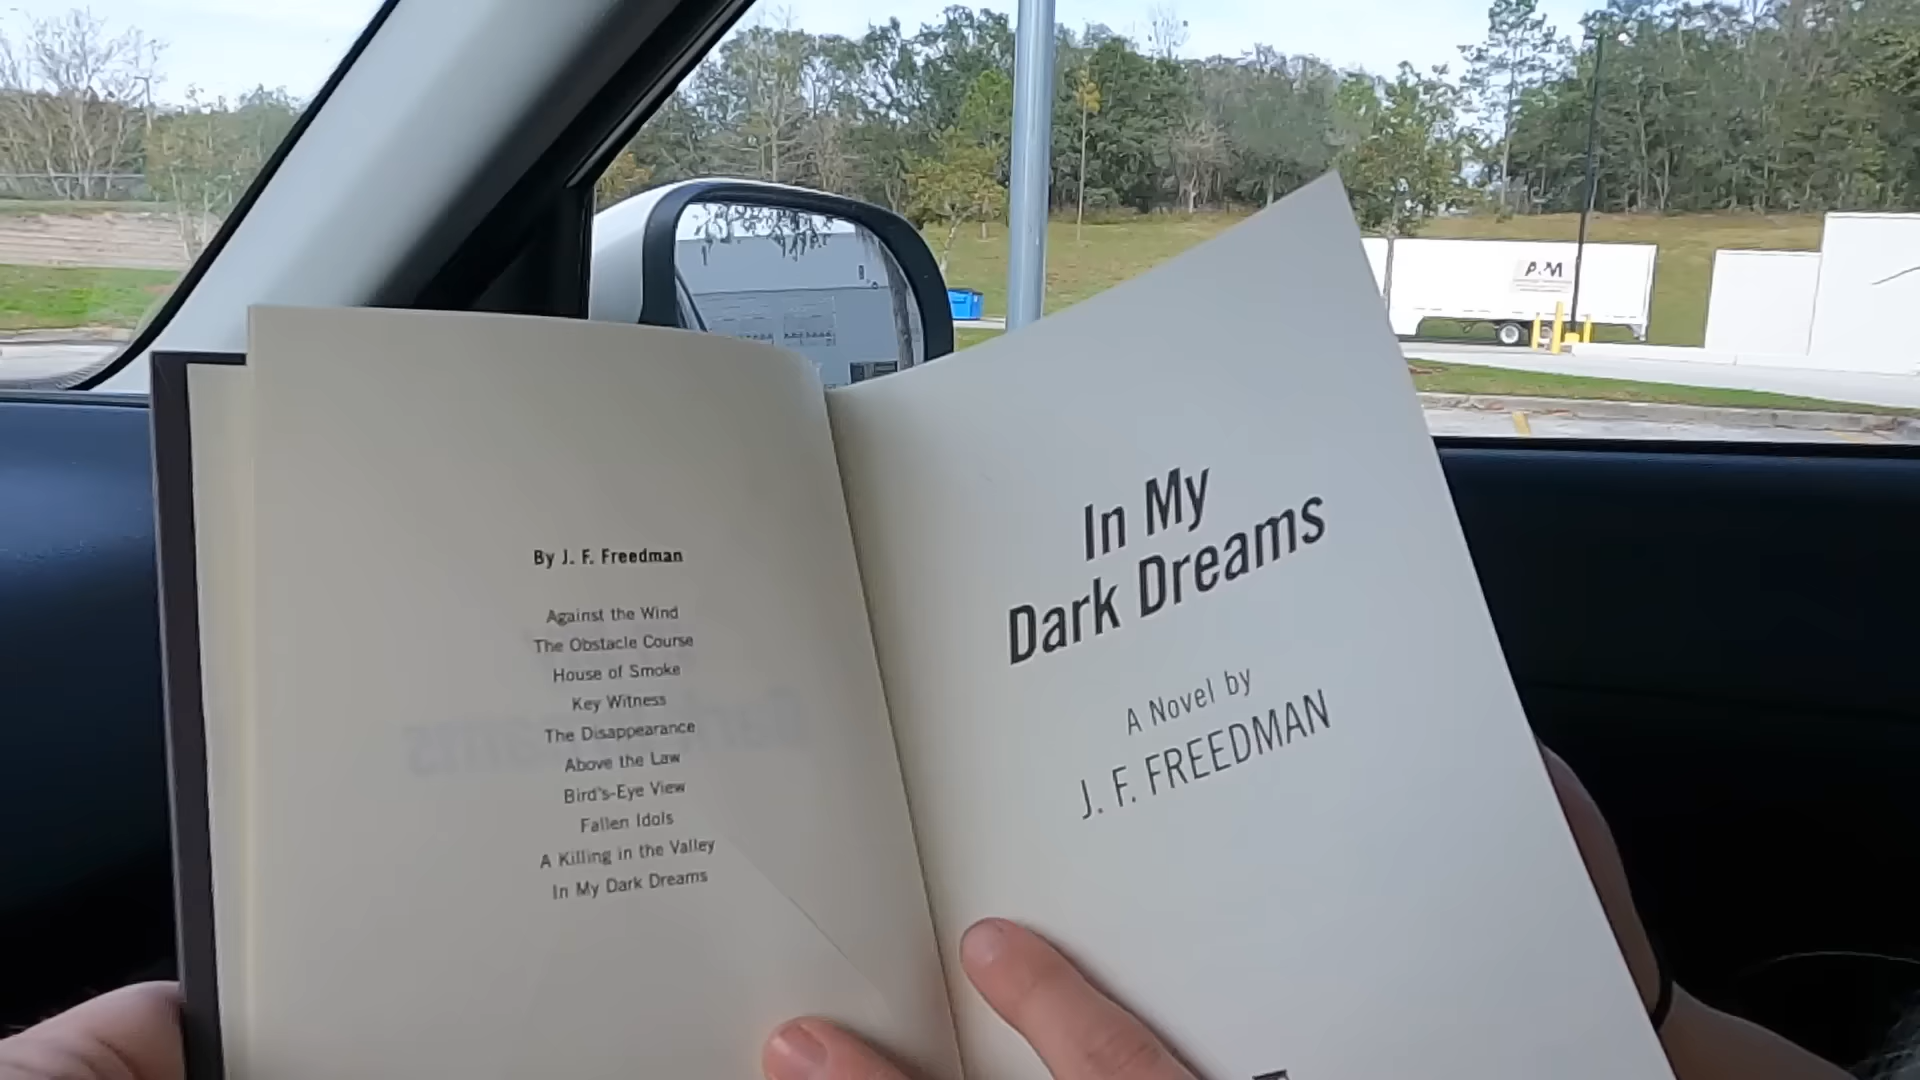 By J. F. Freedman
Against the Wind
The Obstacle Course
House of Smoke
Key Witness
The Disappearance
Above the Law
Bird's-Eye View
Fallen Idols
A Killing in the Valley
In My Dark Dreams
In My
Dark Dreams
A Novel by
J. F. FREEDMAN